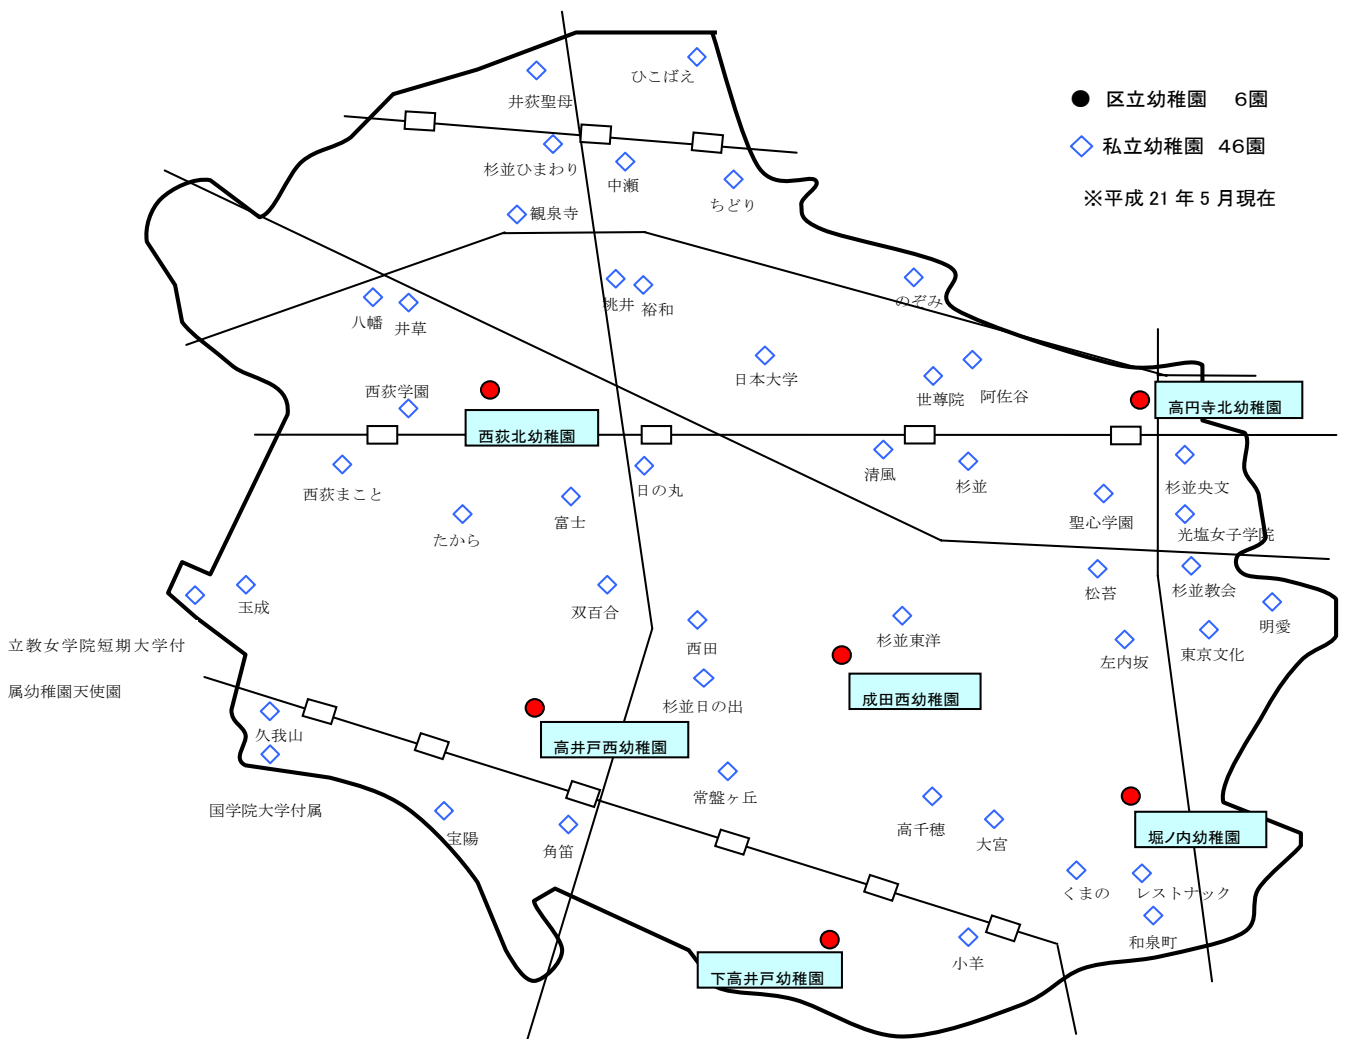 ひこばえ
井荻聖母
● 区立幼稚園 6園
◇ 私立幼稚園 46園
※平成 21 年 5 月現在
杉並ひまわり
中瀬
ちどり
観泉寺
桃井
裕和
のぞみ
八幡
井草
日本大学
西荻学園
世尊院
阿佐谷
高円寺北幼稚園
西荻北幼稚園
清風
杉並
杉並央文
西荻まこと
日の丸
富士
聖心学園
たから
光塩女子学院
松苔
杉並教会
玉成
双百合
明愛
立教女学院短期大学付
属幼稚園天使園
西田
杉並東洋
左内坂
東京文化
成田西幼稚園
杉並日の出
久我山
高井戸西幼稚園
常盤ヶ丘
国学院大学付属
宝陽
角笛
高千穂
大宮
堀ノ内幼稚園
くまの
レストナック
和泉町
小羊
下高井戸幼稚園